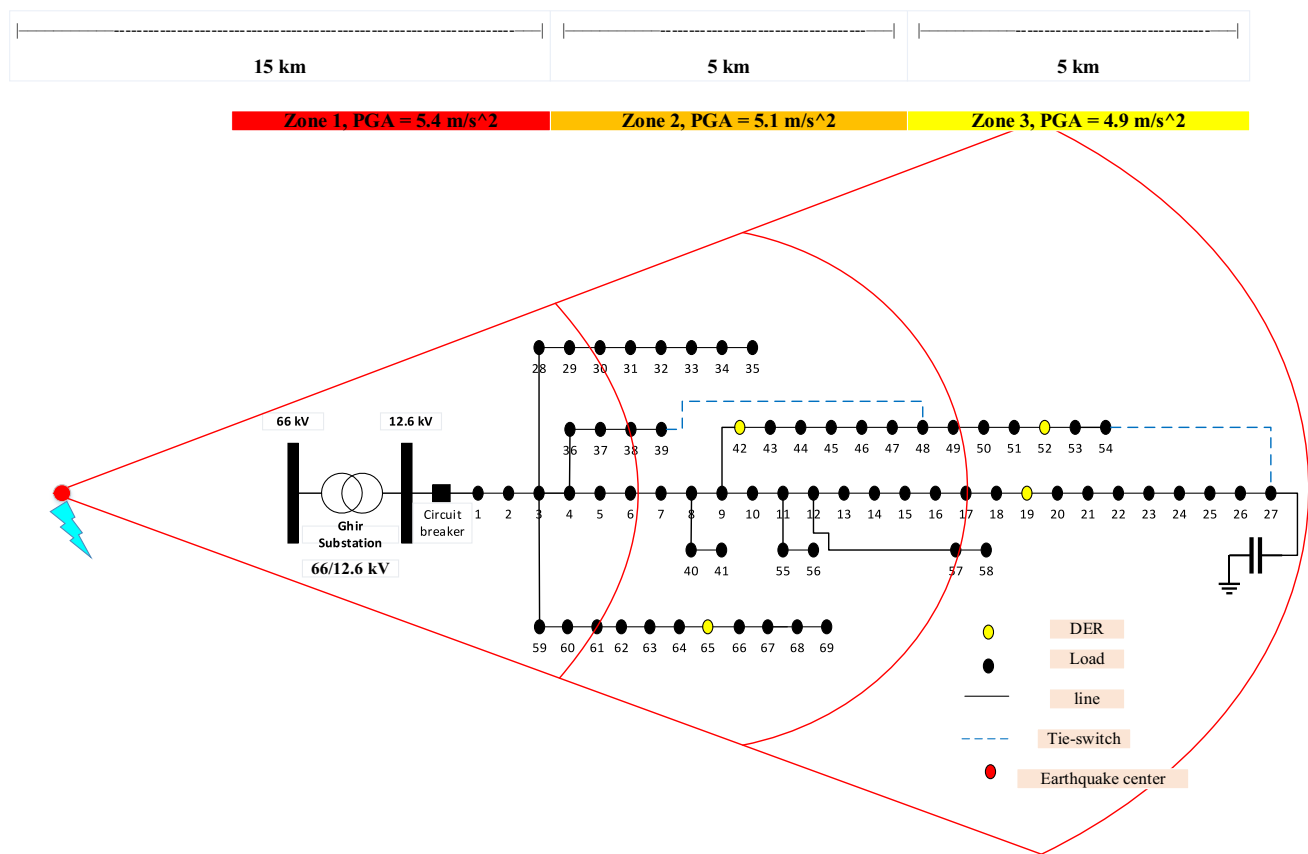 15 km 5 km 5 km
Zone 1, PGA = 5.4 m/s^2 Zone 2, PGA = 5.1 m/s^2 Zone 3, PGA = 4.9 m/s^2
28 29 30 31 32 33 34 35
66 kV 12.6 kV
36 37 38 39
42 43 44 45 46 47 48 49 50 51 52 53 54
Circuit
breaker
1 2 3 4 5 6 7 8 9 10 11 12 13 14 15 16 17 18 19 20 21 22 23 24 25 26 27
Ghir
Substation
66/12.6 kV
40 41 55 56 57 58
59 60 61 62 63 64 65 66 67 68 69
DER
Load
line
Tie-switch
Earthquake center